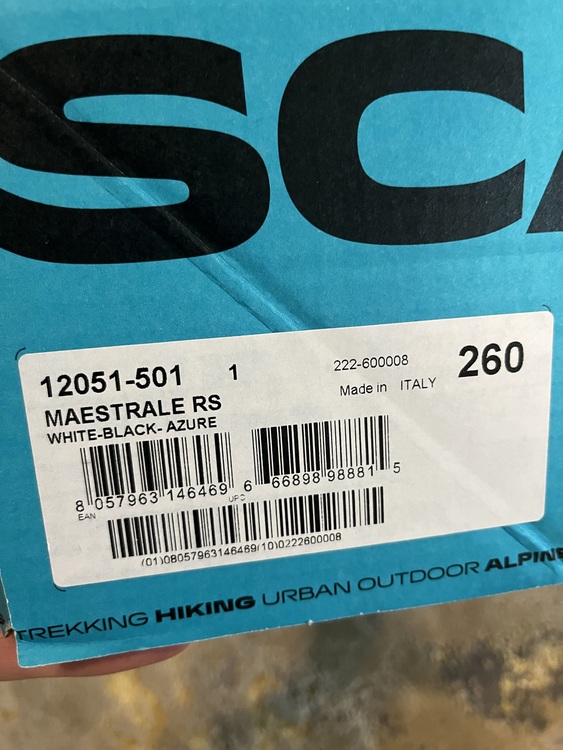 SCA
12051-501 1 222-600008 260
MAESTRALE RS Made in ITALY
WHITE-BLACK- AZURE
8 057963 146469 6 66898 98881 5
EAN UPC
(01)08057963146469(10)0222600008
TREKKING HIKING URBAN OUTDOOR ALPINE